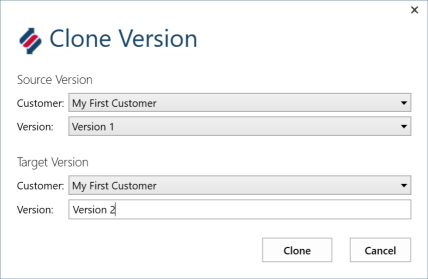 Clone Version
Source Version
Customer: My First Customer
Version: Version 1
Target Version
Customer: My First Customer
Version: Version 2
Clone Cancel